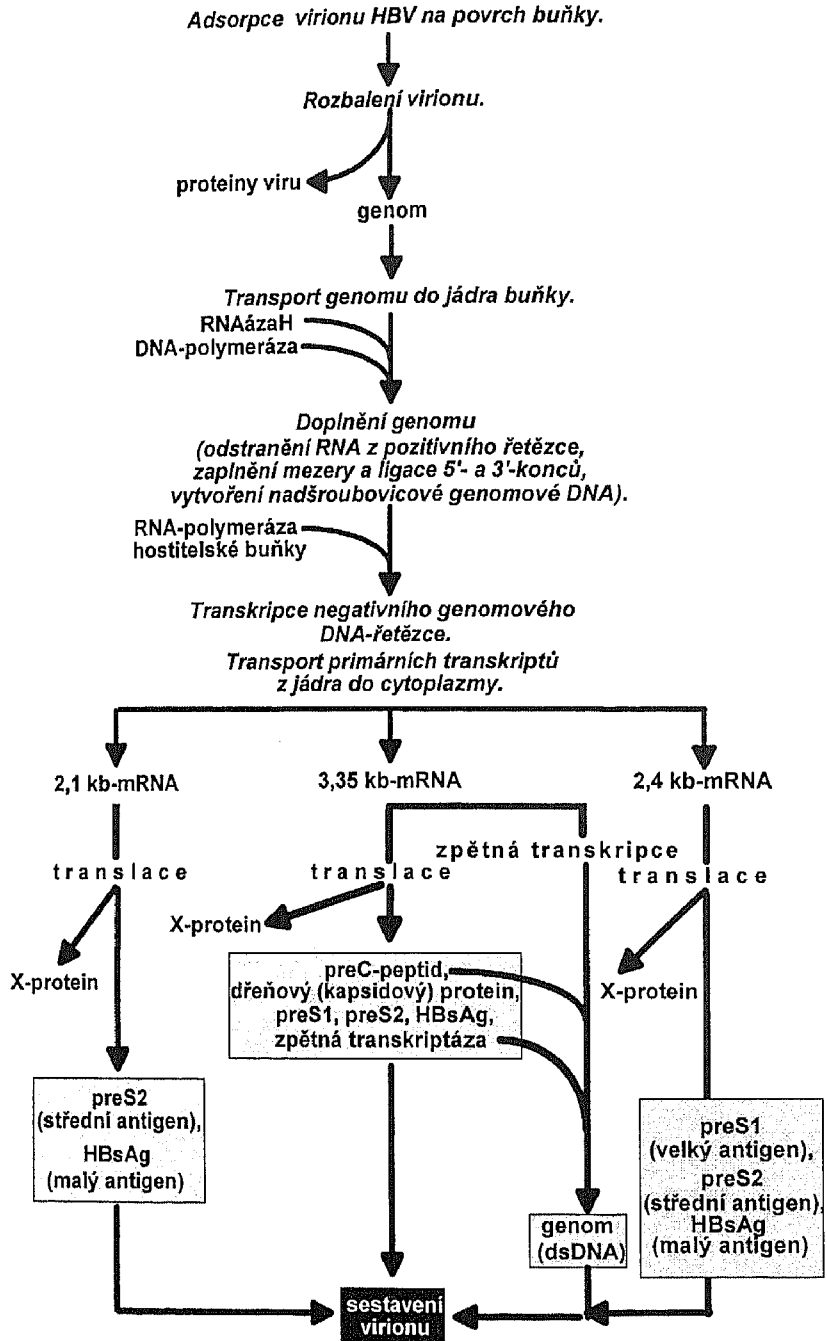 Adsorpce virionu HBV na povrch buňky.
Rozbalení virionu.
proteiny viru
genom
Transport genomu do jádra buňky.
RNAázaH
DNA-polymeráza
Doplnění genomu
(odstranění RNA z pozitivního řetězce,
zaplnění mezery a ligace 5'- a 3'-konců,
vytvoření nadšroubovicové genomové DNA).
RNA-polymeráza
hostitelské buňky
Transkripce negativního genomového
DNA-řetězce.
Transport primárních transkriptů
z jádra do cytoplazmy.
2,1 kb-mRNA
3,35 kb-mRNA
2,4 kb-mRNA
zpětná transkripce
translace
translace
translace
X-protein
X-protein
X-protein
preC-peptid,
dřeňový (kapsidový) protein,
preS1, preS2, HBsAg,
zpětná transkriptáza
preS2
(střední antigen),
HBsAg
(malý antigen)
preS1
(velký antigen),
preS2
(střední antigen),
HBsAg
(malý antigen)
genom
(dsDNA)
sestavení
virionu